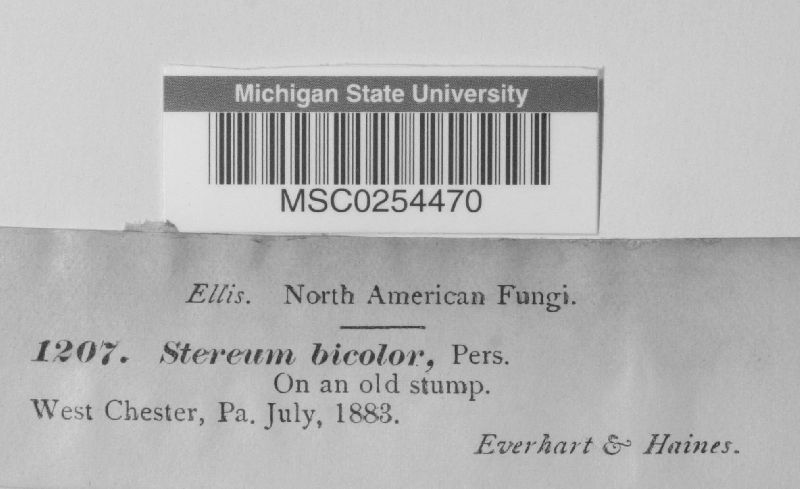 Michigan State University
MSC0254470
Ellis. North American Fungi.
1207. Stereum bicolor, Pers.
On an old stump.
West Chester, Pa. July, 1883.
Everhart & Haines.